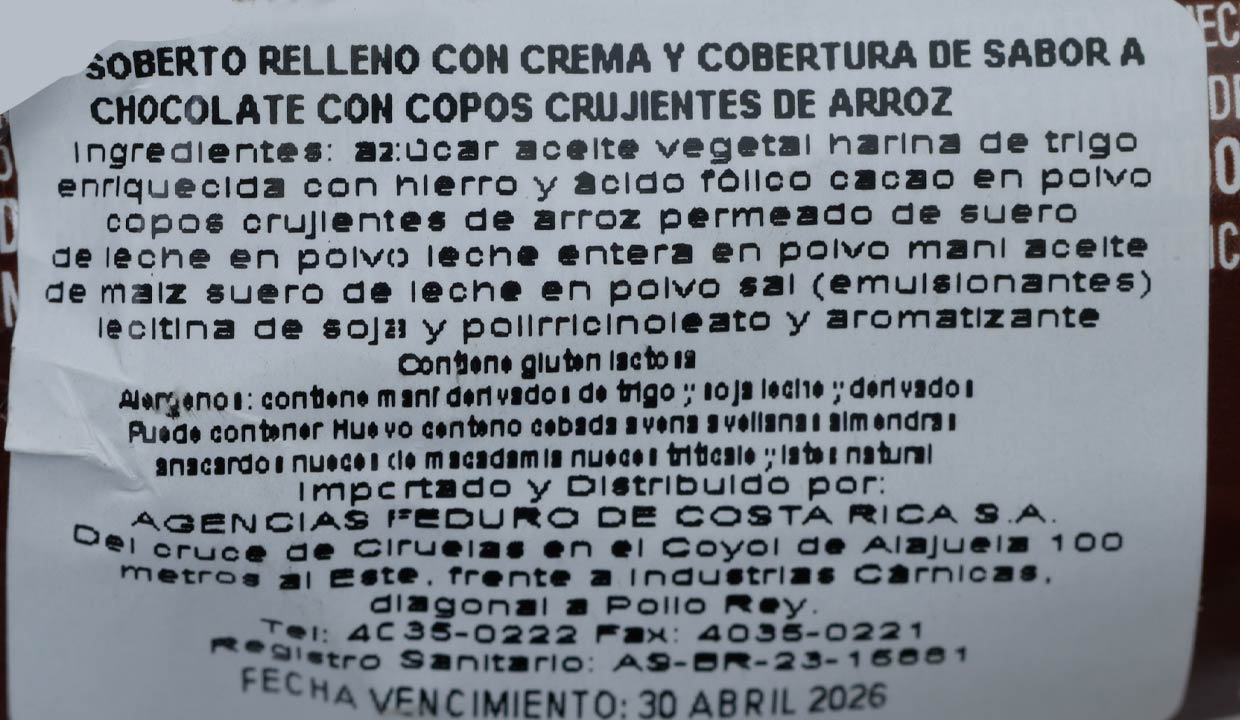 SOBERTO RELLENO CON CREMA Y COBERTURA DE SABOR A
CHOCOLATE CON COPOS CRUJIENTES DE ARROZ
Ingredientes: azúcar aceite vegetal harina de trigo
enriquecida con hierro y ácido fólico cacao en polvo
copos crujientes de arroz permeado de suero
de leche en polvo leche entera en polvo maní aceite
de maíz suero de leche en polvo sal (emulsionantes)
lecitina de soja y polirricinoleato y aromatizante
Contiene gluten lactosa
Alergenos: contiene maní derivados de trigo y soja leche y derivados
Puede contener Huevo centeno cebada avena avellanas almendras
anacardos nueces de macadamia nueces triticale y latex natural
Importado y Distribuido por:
AGENCIAS FEDURO DE COSTA RICA S.A.
Del cruce de Ciruelas en el Coyol de Alajuela 100
metros al Este, frente a Industrias Cárnicas,
diagonal a Pollo Rey.
Tel: 4035-0222 Fax: 4035-0221
Registro Sanitario:
FECHA VENCIMIENTO: 30 ABRIL 2026